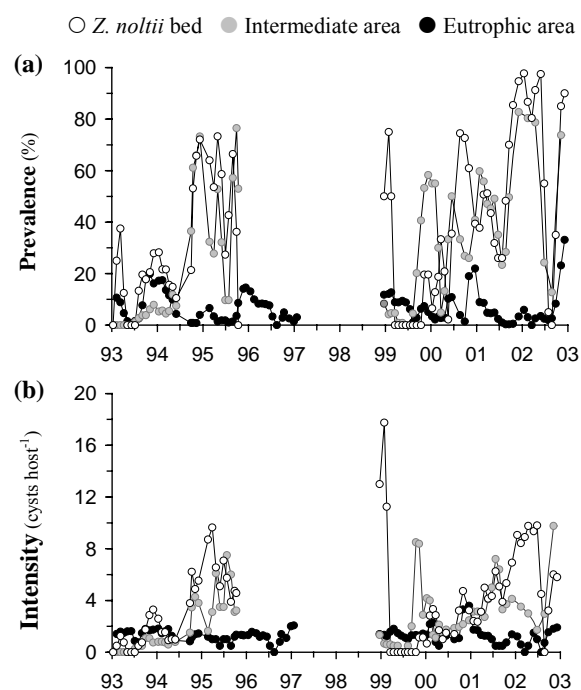 Z. noltii bed Intermediate area Eutrophic area
(a)
Prevalence (%)
100
80
60
40
20
0
93 94 95 96 97 98 99 00 01 02 03
(b)
Intensity (cysts host-1)
20
16
12
8
4
0
93 94 95 96 97 98 99 00 01 02 03